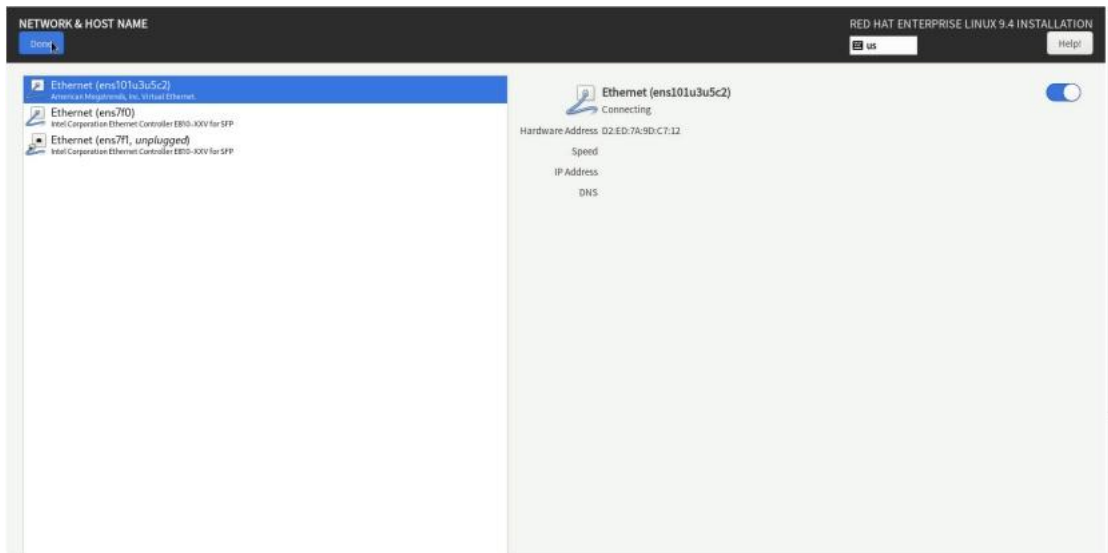 NETWORK & HOST NAME
RED HAT ENTERPRISE LINUX 9.4 INSTALLATION
Done
us
Help!
Ethernet (ens101u3u5c2)
American Megatrends, Inc. Virtual Ethernet
Ethernet (ens7f0)
Intel Corporation Ethernet Controller E810-XXV for SFP
Ethernet (ens7f1, unplugged)
Intel Corporation Ethernet Controller E810-XXV for SFP
Ethernet (ens101u3u5c2)
Connecting
Hardware Address D2:ED:7A:9D:C7:12
Speed
IP Address
DNS